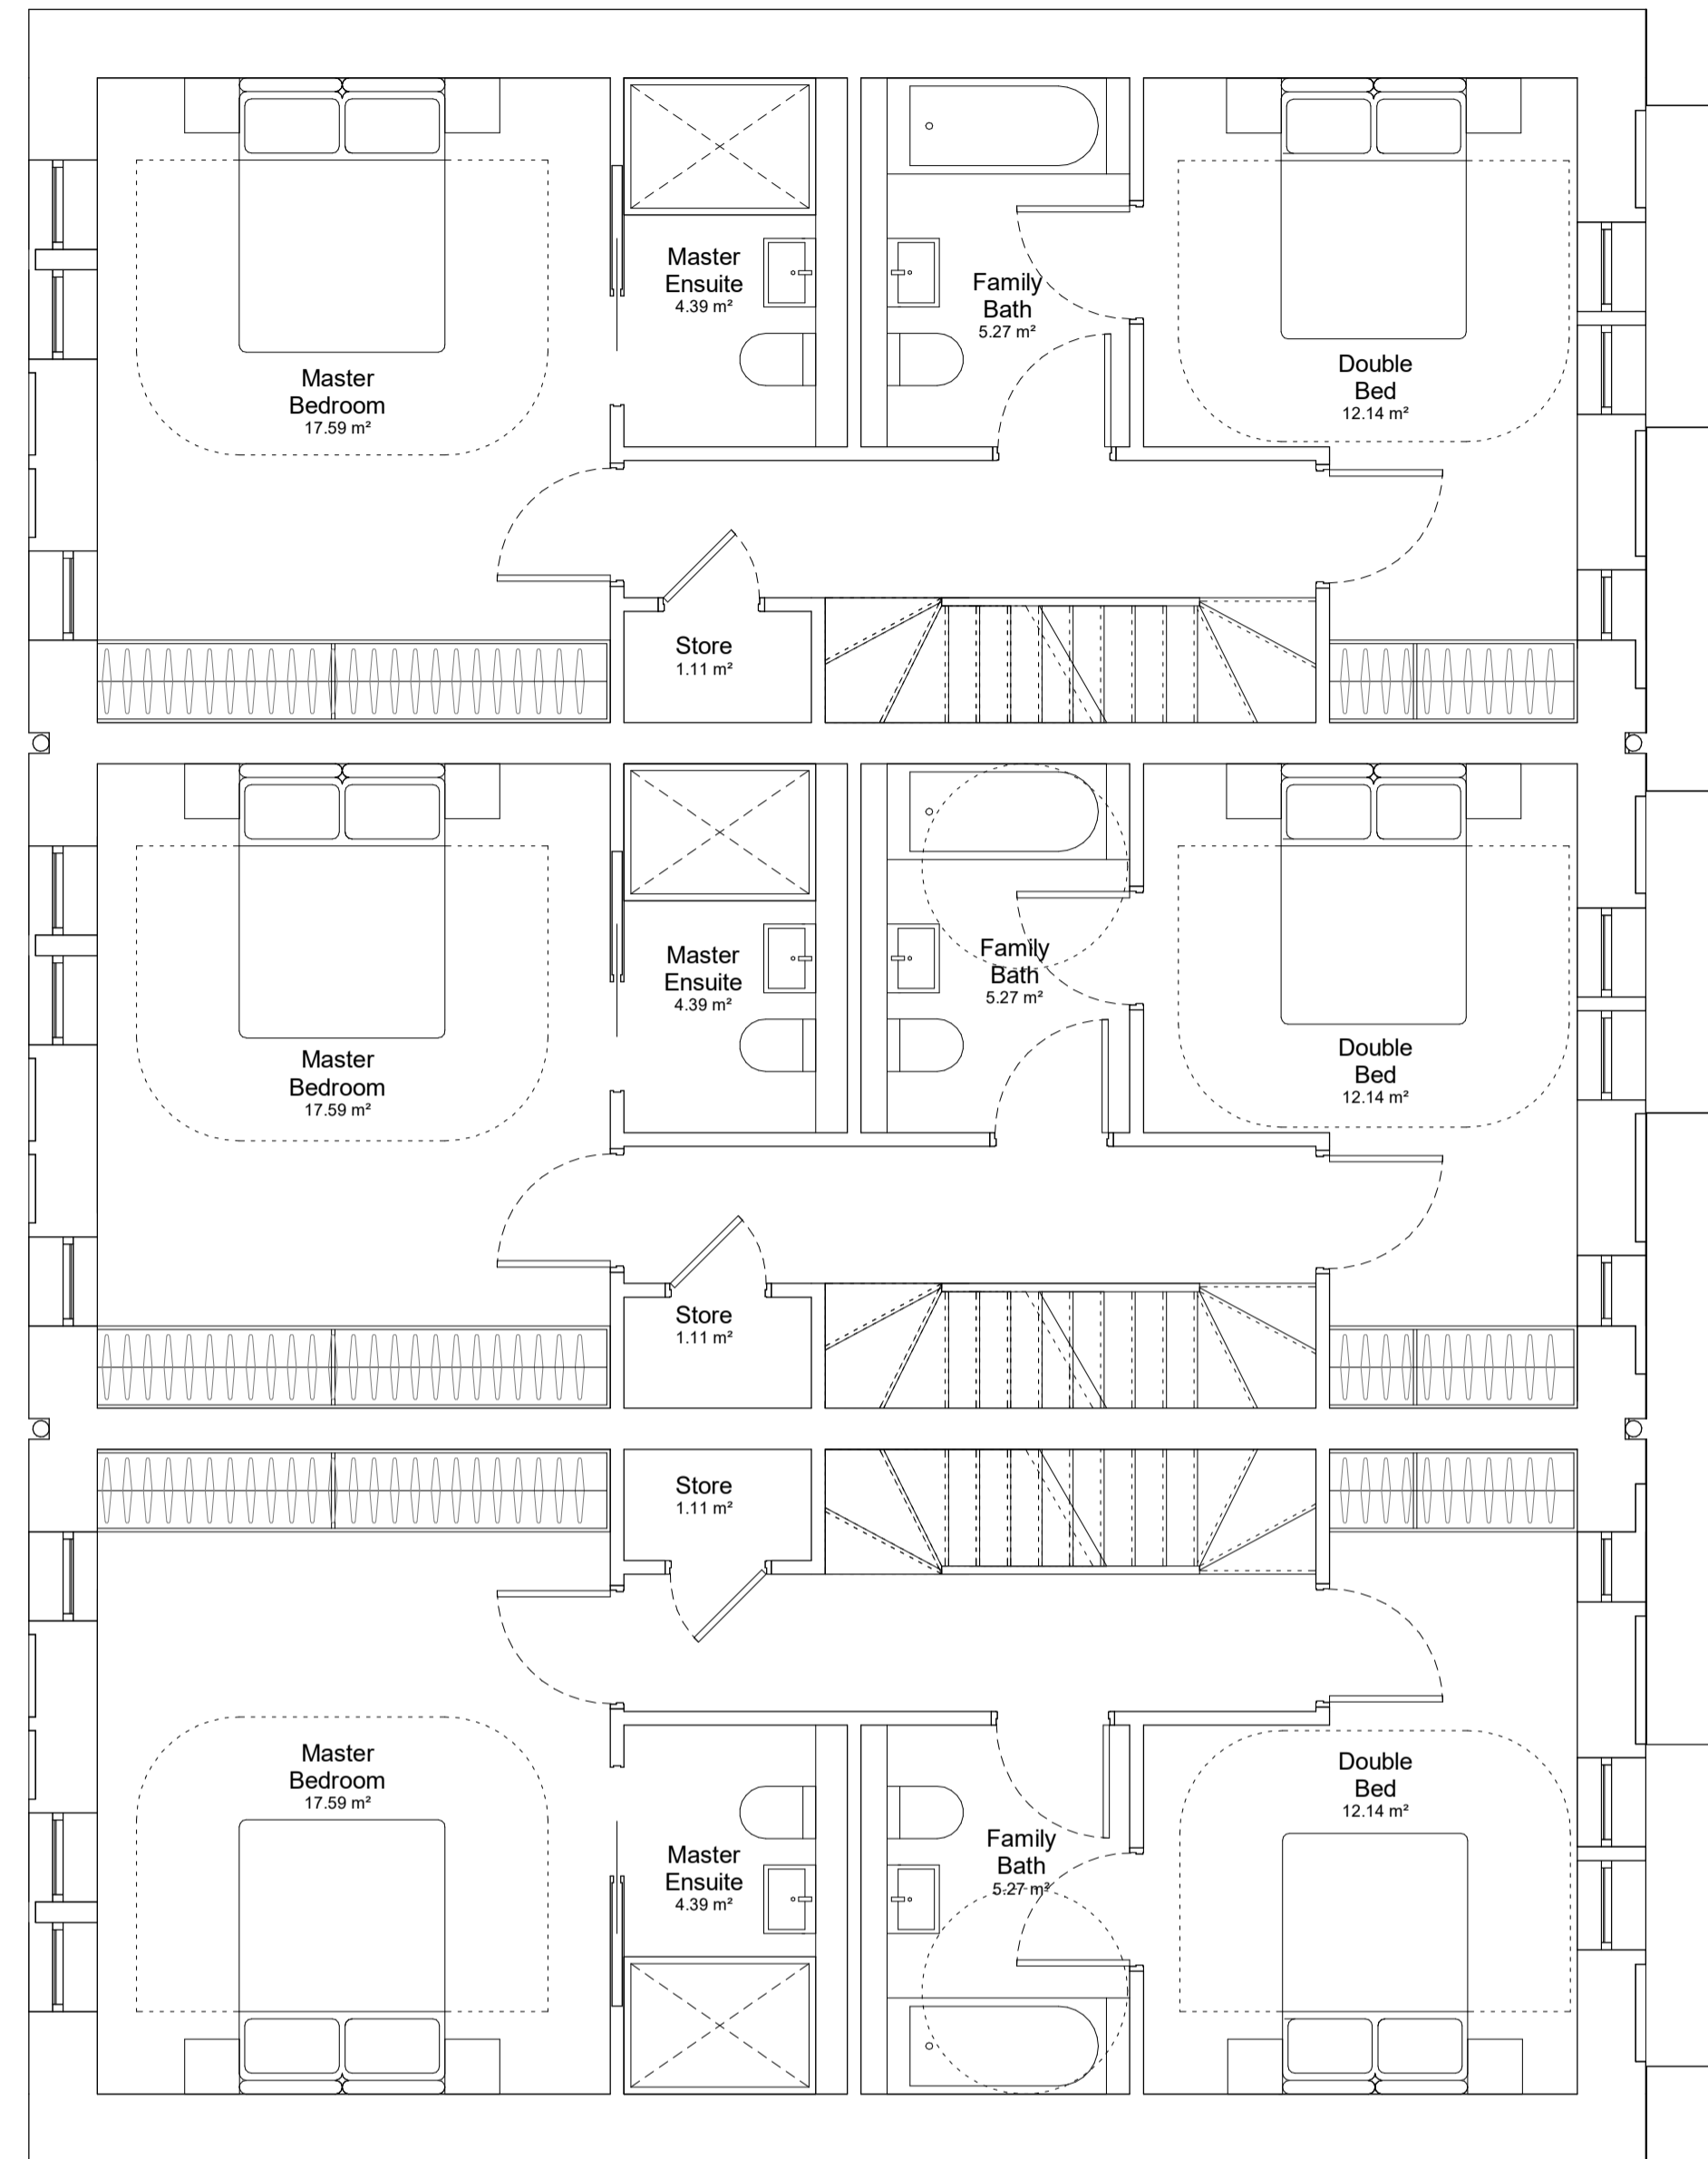 Master
Bedroom
17.59 m²
Master
Ensuite
4.39 m²
Family
Bath
5.27 m²
Double
Bed
12.14 m²
Store
1.11 m²
Master
Bedroom
17.59 m²
Master
Ensuite
4.39 m²
Family
Bath
5.27 m²
Double
Bed
12.14 m²
Store
1.11 m²
Store
1.11 m²
Master
Bedroom
17.59 m²
Master
Ensuite
4.39 m²
Family
Bath
5.27 m²
Double
Bed
12.14 m²